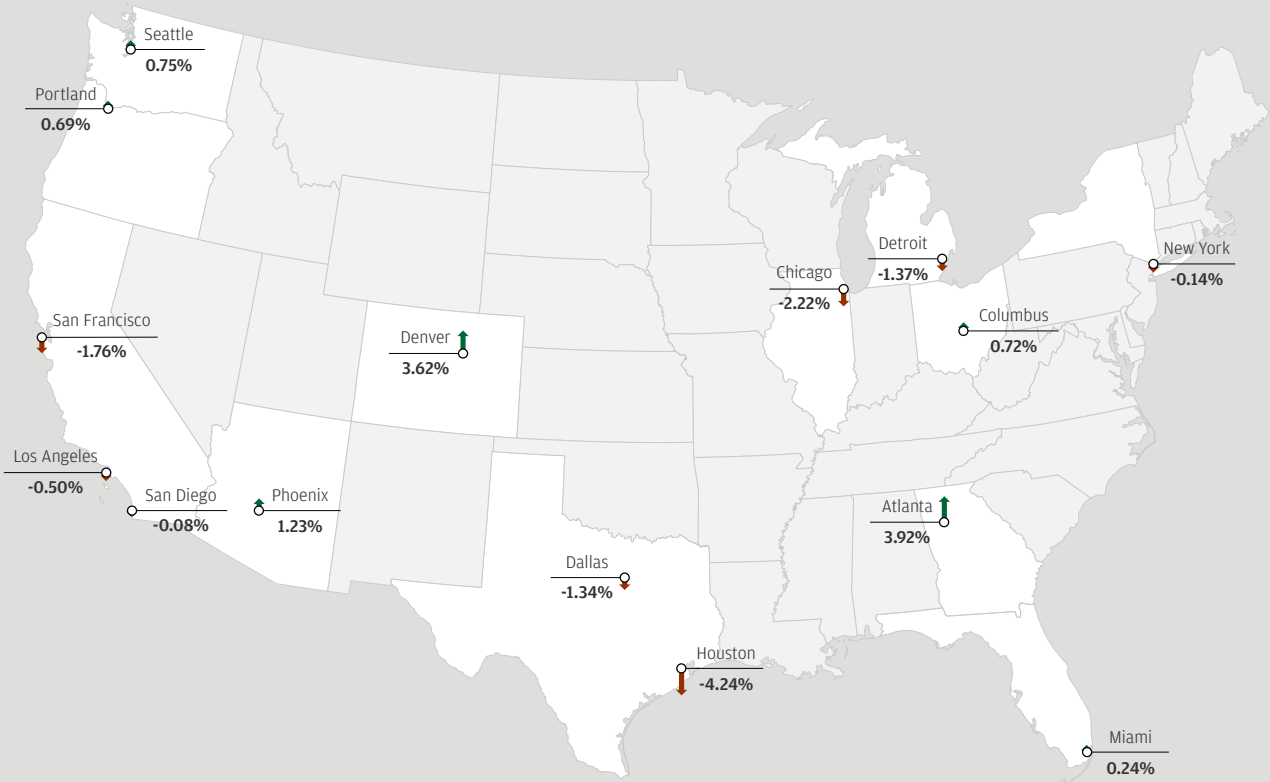 Seattle
0.75%
Portland
0.69%
Detroit
-1.37%
New York
-0.14%
Chicago
-2.22%
Columbus
0.72%
San Francisco
-1.76%
Denver
3.62%
Los Angeles
-0.50%
San Diego
-0.08%
Phoenix
1.23%
Atlanta
3.92%
Dallas
-1.34%
Houston
-4.24%
Miami
0.24%